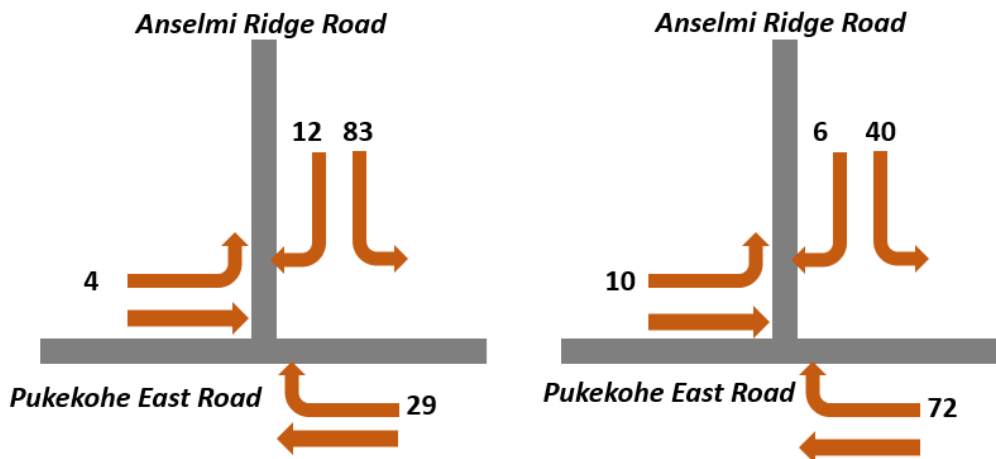 Anselmi Ridge Road
12 83
4
Pukekohe East Road
29
Anselmi Ridge Road
6 40
10
Pukekohe East Road
72